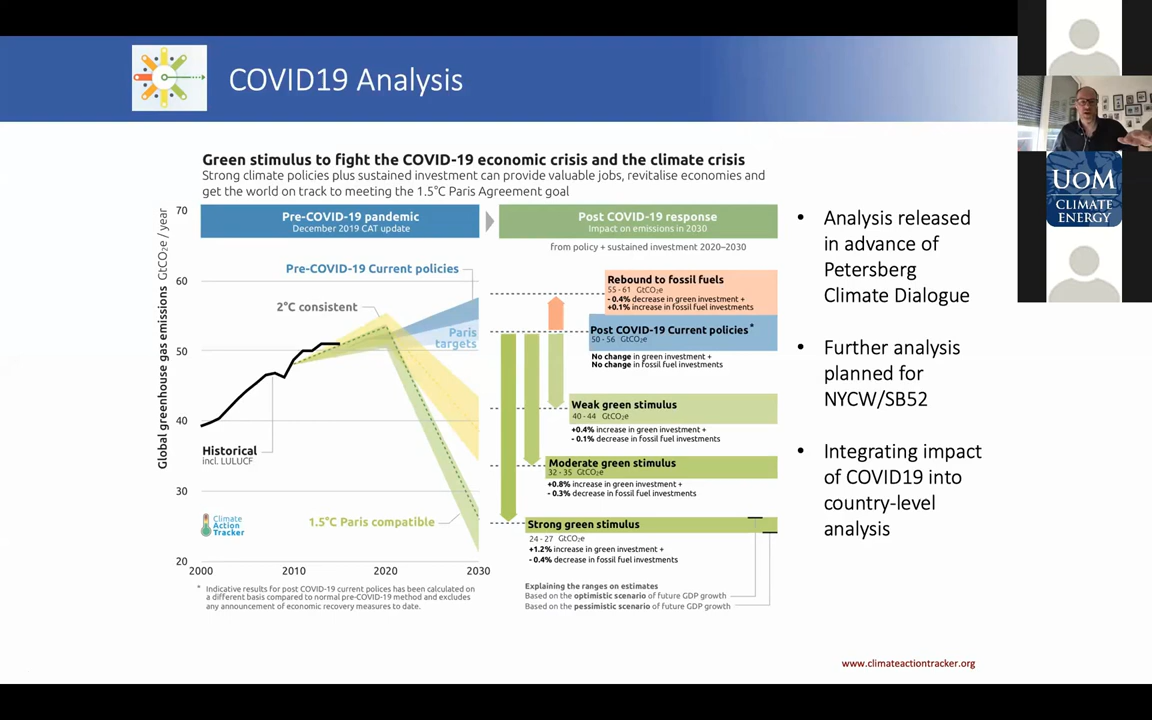 COVID19 Analysis
Green stimulus to fight the COVID-19 economic crisis and the climate crisis
Strong climate policies plus sustained investment can provide valuable jobs, revitalise economies and
get the world on track to meeting the 1.5°C Paris Agreement goal
Global greenhouse gas emissions GtCO₂e / year
70
60
50
40
30
20
2000
2010
2020
2030
Pre-COVID-19 pandemic
December 2019 CAT update
Pre-COVID-19 Current policies
2°C consistent
Paris
targets
Historical
incl. LULUCF
1.5°C Paris compatible
Climate
Action
Tracker
Post COVID-19 response
Impact on emissions in 2030
from policy + sustained investment 2020–2030
Rebound to fossil fuels
55 - 61 GtCO₂e
- 0.4% decrease in green investment +
+0.1% increase in fossil fuel investments
Post COVID-19 Current policies*
50 - 56 GtCO₂e
No change in green investment +
No change in fossil fuel investments
Weak green stimulus
40 - 44 GtCO₂e
+0.4% increase in green investment +
- 0.1% decrease in fossil fuel investments
Moderate green stimulus
32 - 35 GtCO₂e
+0.8% increase in green investment +
- 0.3% decrease in fossil fuel investments
Strong green stimulus
24 - 27 GtCO₂e
+1.2% increase in green investment +
- 0.4% decrease in fossil fuel investments
Explaining the ranges on estimates
Based on the optimistic scenario of future GDP growth
Based on the pessimistic scenario of future GDP growth
* Indicative results for post COVID-19 current polices has been calculated on
a different basis compared to normal pre-COVID-19 method and excludes
any announcement of economic recovery measures to date.
• Analysis released
in advance of
Petersberg
Climate Dialogue
• Further analysis
planned for
NYCW/SB52
• Integrating impact
of COVID19 into
country-level
analysis
www.climateactiontracker.org
UoM
CLIMATE
ENERGY